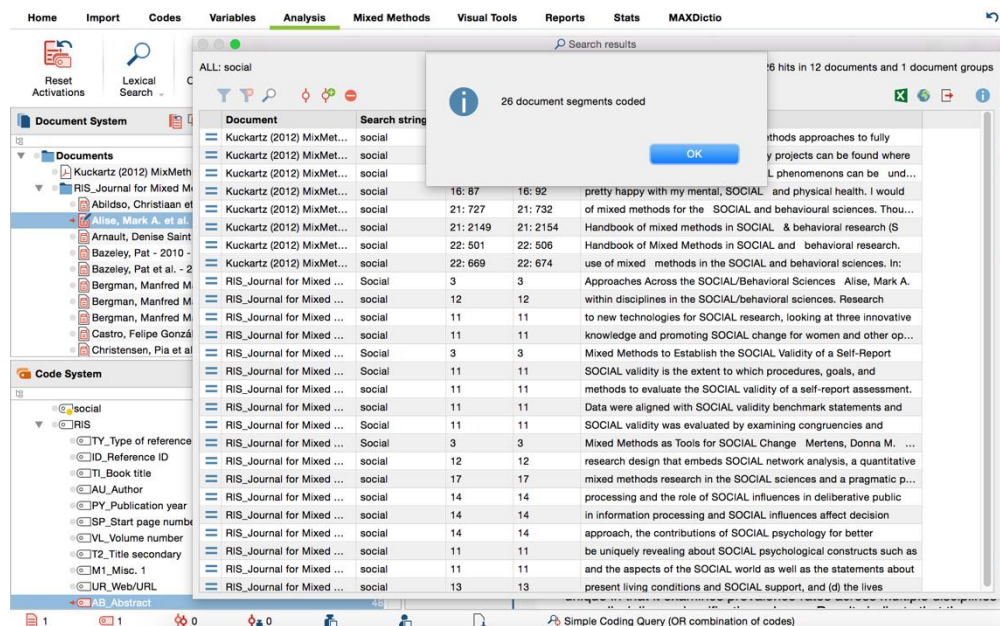 Home Import Codes Variables Analysis Mixed Methods Visual Tools Reports Stats MAXDictio
Search results
Reset Activations
Lexical Search
ALL: social
26 hits in 12 documents and 1 document groups
26 document segments coded
OK
Document System
Documents
Kuckartz (2012) MixMeth
RIS_Journal for Mixed Me
Abildso, Christiaan et
Alise, Mark A. et al.
Arnault, Denise Saint
Bazeley, Pat - 2010 -
Bazeley, Pat et al. - 2
Bergman, Manfred M
Bergman, Manfred M
Bergman, Manfred M
Castro, Felipe Gonzá
Christensen, Pia et al
Code System
social
RIS
TY_Type of reference
ID_Reference ID
TI_Book title
AU_Author
PY_Publication year
SP_Start page numbe
VL_Volume number
T2_Title secondary
M1_Misc. 1
UR_Web/URL
AB_Abstract 48
Document Search string
Kuckartz (2012) MixMet... social thods approaches to fully
Kuckartz (2012) MixMet... social y projects can be found where
Kuckartz (2012) MixMet... social L phenomenons can be und...
Kuckartz (2012) MixMet... social 16: 87 16: 92 pretty happy with my mental, SOCIAL and physical health. I would
Kuckartz (2012) MixMet... social 21: 727 21: 732 of mixed methods for the SOCIAL and behavioural sciences. Thou...
Kuckartz (2012) MixMet... social 21: 2149 21: 2154 Handbook of mixed methods in SOCIAL & behavioral research (S
Kuckartz (2012) MixMet... social 22: 501 22: 506 Handbook of Mixed Methods in SOCIAL and behavioral research.
Kuckartz (2012) MixMet... social 22: 669 22: 674 use of mixed methods in the SOCIAL and behavioral sciences. In:
RIS_Journal for Mixed ... Social 3 3 Approaches Across the SOCIAL/Behavioral Sciences Alise, Mark A.
RIS_Journal for Mixed ... social 12 12 within disciplines in the SOCIAL/behavioral sciences. Research
RIS_Journal for Mixed ... social 11 11 to new technologies for SOCIAL research, looking at three innovative
RIS_Journal for Mixed ... social 11 11 knowledge and promoting SOCIAL change for women and other op...
RIS_Journal for Mixed ... Social 3 3 Mixed Methods to Establish the SOCIAL Validity of a Self-Report
RIS_Journal for Mixed ... Social 11 11 SOCIAL validity is the extent to which procedures, goals, and
RIS_Journal for Mixed ... social 11 11 methods to evaluate the SOCIAL validity of a self-report assessment.
RIS_Journal for Mixed ... social 11 11 Data were aligned with SOCIAL validity benchmark statements and
RIS_Journal for Mixed ... social 11 11 SOCIAL validity was evaluated by examining congruencies and
RIS_Journal for Mixed ... Social 3 3 Mixed Methods as Tools for SOCIAL Change Mertens, Donna M. ...
RIS_Journal for Mixed ... social 12 12 research design that embeds SOCIAL network analysis, a quantitative
RIS_Journal for Mixed ... social 17 17 mixed methods research in the SOCIAL sciences and a pragmatic p...
RIS_Journal for Mixed ... social 14 14 processing and the role of SOCIAL influences in deliberative public
RIS_Journal for Mixed ... social 14 14 in information processing and SOCIAL influences affect decision
RIS_Journal for Mixed ... social 14 14 approach, the contributions of SOCIAL psychology for better
RIS_Journal for Mixed ... social 11 11 be uniquely revealing about SOCIAL psychological constructs such as
RIS_Journal for Mixed ... social 11 11 and the aspects of the SOCIAL world as well as the statements about
RIS_Journal for Mixed ... Social 13 13 present living conditions and SOCIAL support, and (d) the lives
1 1 0 0 Simple Coding Query (OR combination of codes)